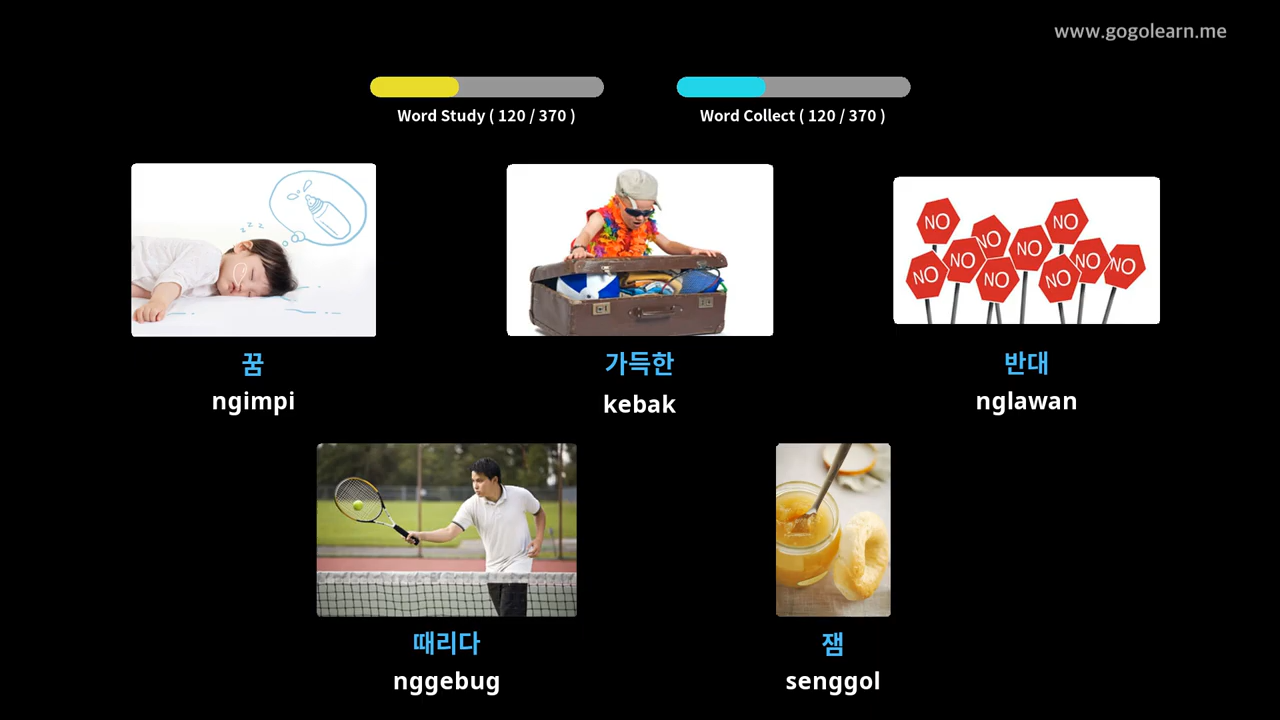 www.gogolearn.me
Word Study ( 120 / 370 )
Word Collect ( 120 / 370 )
z z z
NO
NO
NO
NO
NO
NO
NO
NO
NO
NO
꿈
ngimpi
가득한
kebak
반대
nglawan
때리다
nggebug
잼
senggol